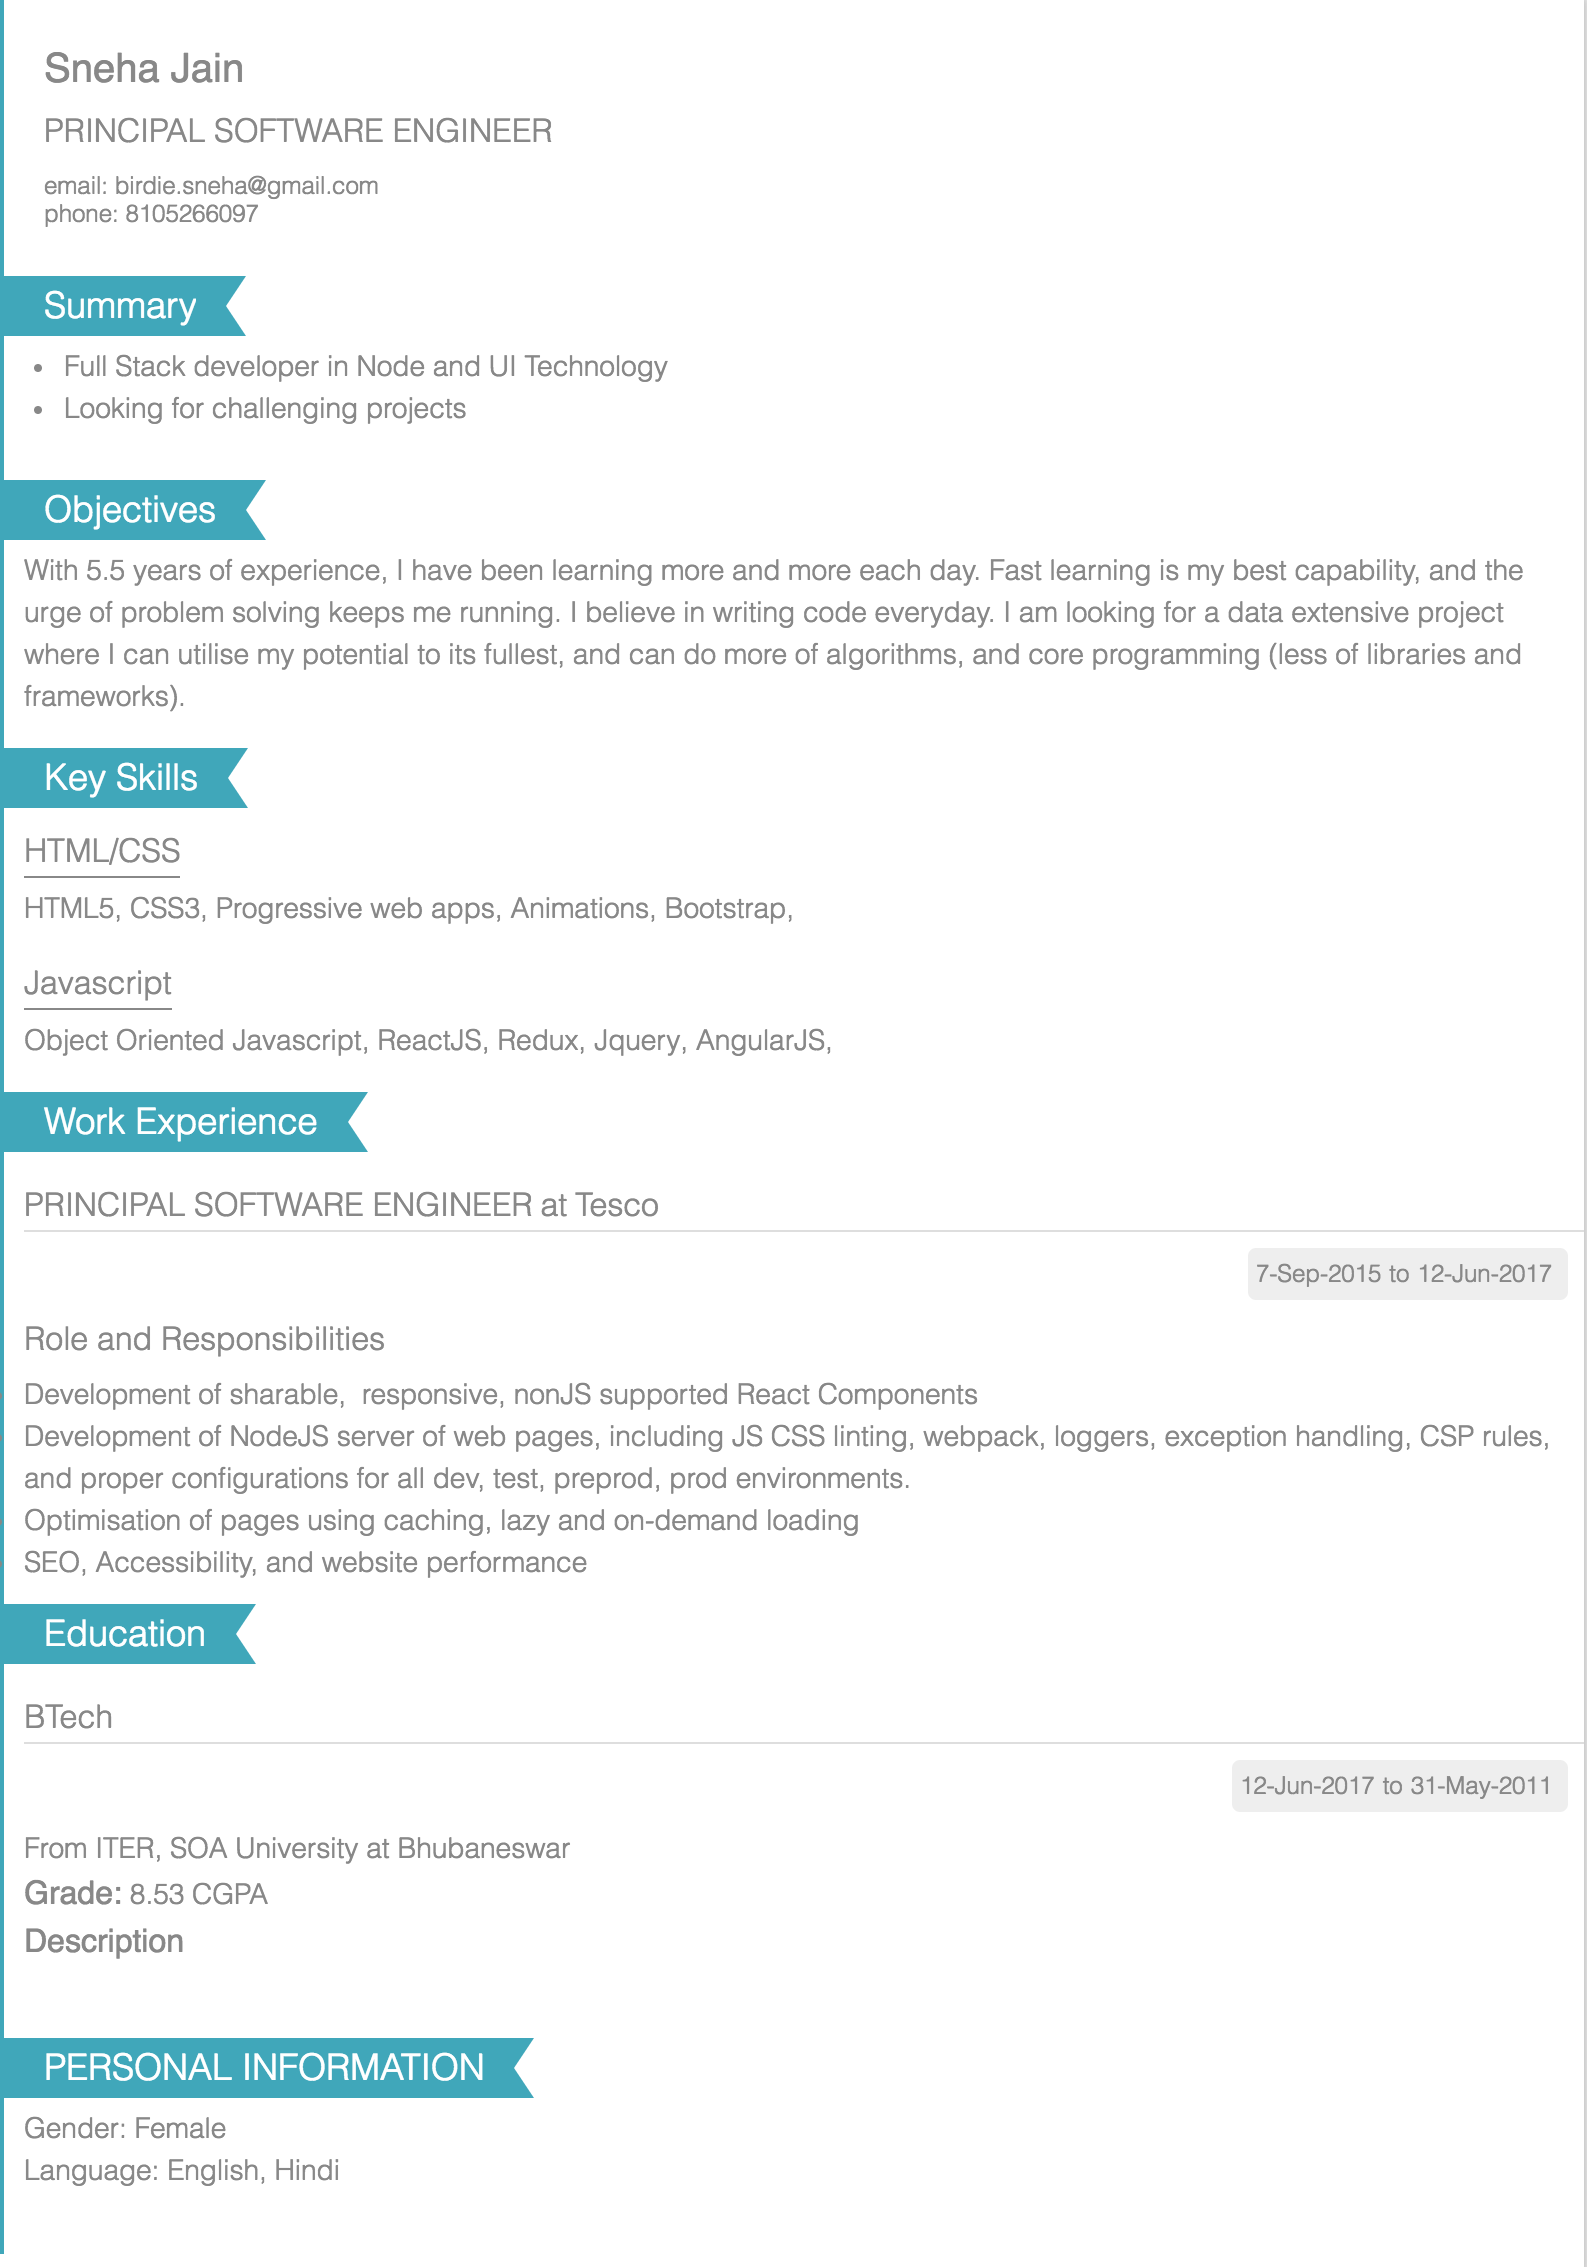 Sneha Jain
PRINCIPAL SOFTWARE ENGINEER
email: birdie.sneha@gmail.com
phone: 8105266097
Summary
• Full Stack developer in Node and UI Technology
• Looking for challenging projects
Objectives
With 5.5 years of experience, I have been learning more and more each day. Fast learning is my best capability, and the
urge of problem solving keeps me running. I believe in writing code everyday. I am looking for a data extensive project
where I can utilise my potential to its fullest, and can do more of algorithms, and core programming (less of libraries and
frameworks).
Key Skills
HTML/CSS
HTML5, CSS3, Progressive web apps, Animations, Bootstrap,
Javascript
Object Oriented Javascript, ReactJS, Redux, Jquery, AngularJS,
Work Experience
PRINCIPAL SOFTWARE ENGINEER at Tesco
7-Sep-2015 to 12-Jun-2017
Role and Responsibilities
Development of sharable,  responsive, nonJS supported React Components
Development of NodeJS server of web pages, including JS CSS linting, webpack, loggers, exception handling, CSP rules,
and proper configurations for all dev, test, preprod, prod environments.
Optimisation of pages using caching, lazy and on-demand loading
SEO, Accessibility, and website performance
Education
BTech
12-Jun-2017 to 31-May-2011
From ITER, SOA University at Bhubaneswar
Grade: 8.53 CGPA
Description
PERSONAL INFORMATION
Gender: Female
Language: English, Hindi